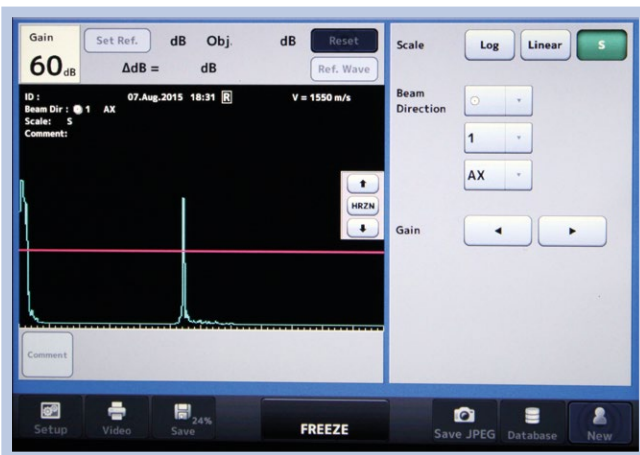 Gain
60dB
Set Ref. dB Obj. dB Reset
ΔdB = dB Ref. Wave
ID : 07.Aug.2015 18:31 R V = 1550 m/s
Beam Dir : 1 AX
Scale: S
Comment:
HRZN
Comment
Scale Log Linear S
Beam
Direction
1
AX
Gain
Setup Video Save 24% FREEZE Save JPEG Database New